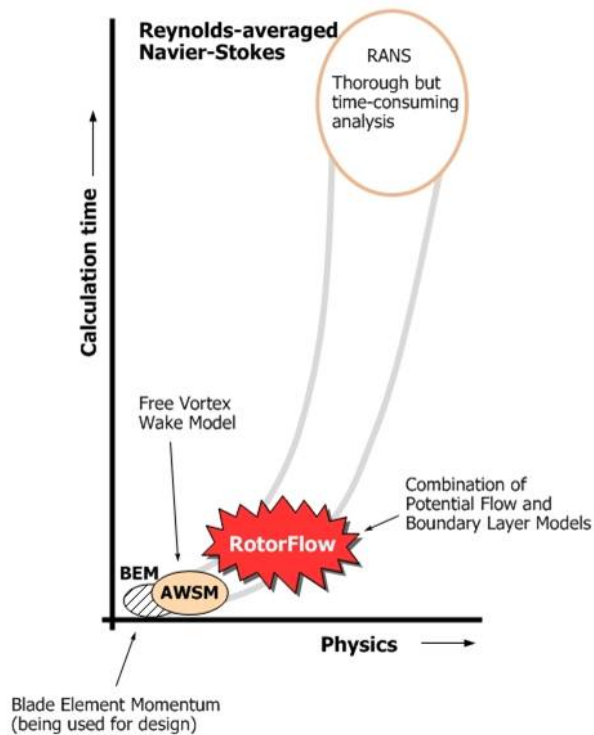 Reynolds-averaged
Navier-Stokes
RANS
Thorough but
time-consuming
analysis
Calculation time
Free Vortex
Wake Model
Combination of
Potential Flow and
Boundary Layer Models
RotorFlow
BEM
AWSM
Physics
Blade Element Momentum
(being used for design)